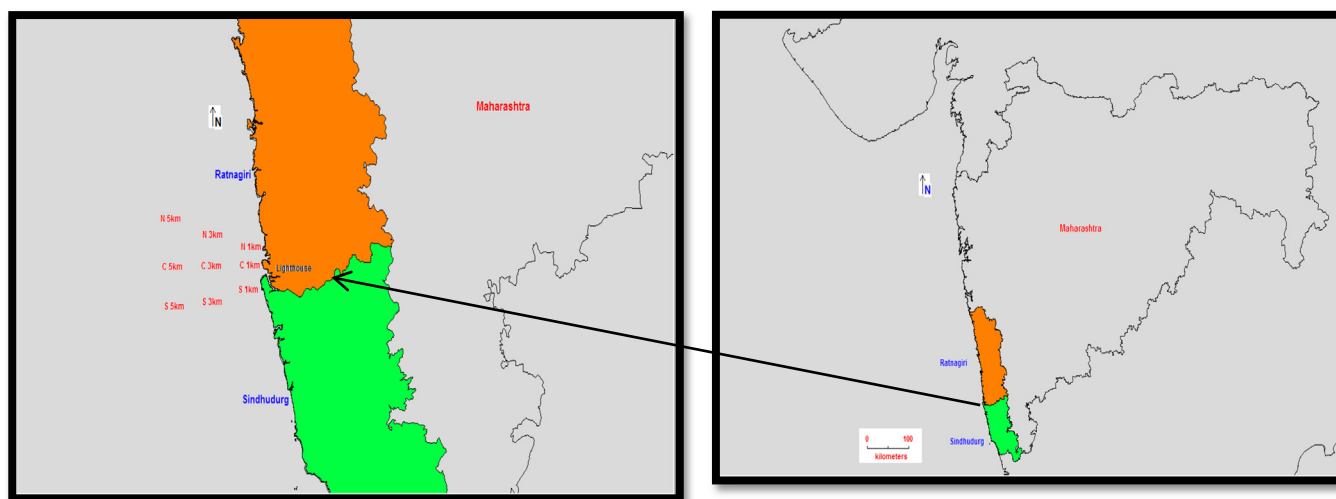 Maharashtra
N
Ratnagiri
N 5km
N 3km
N 1km
Lighthouse
C 5km
C 3km
C 1km
S 1km
S 5km
S 3km
Sindhudurg
N
Maharashtra
Ratnagiri
Sindhudurg
0 100
kilometers